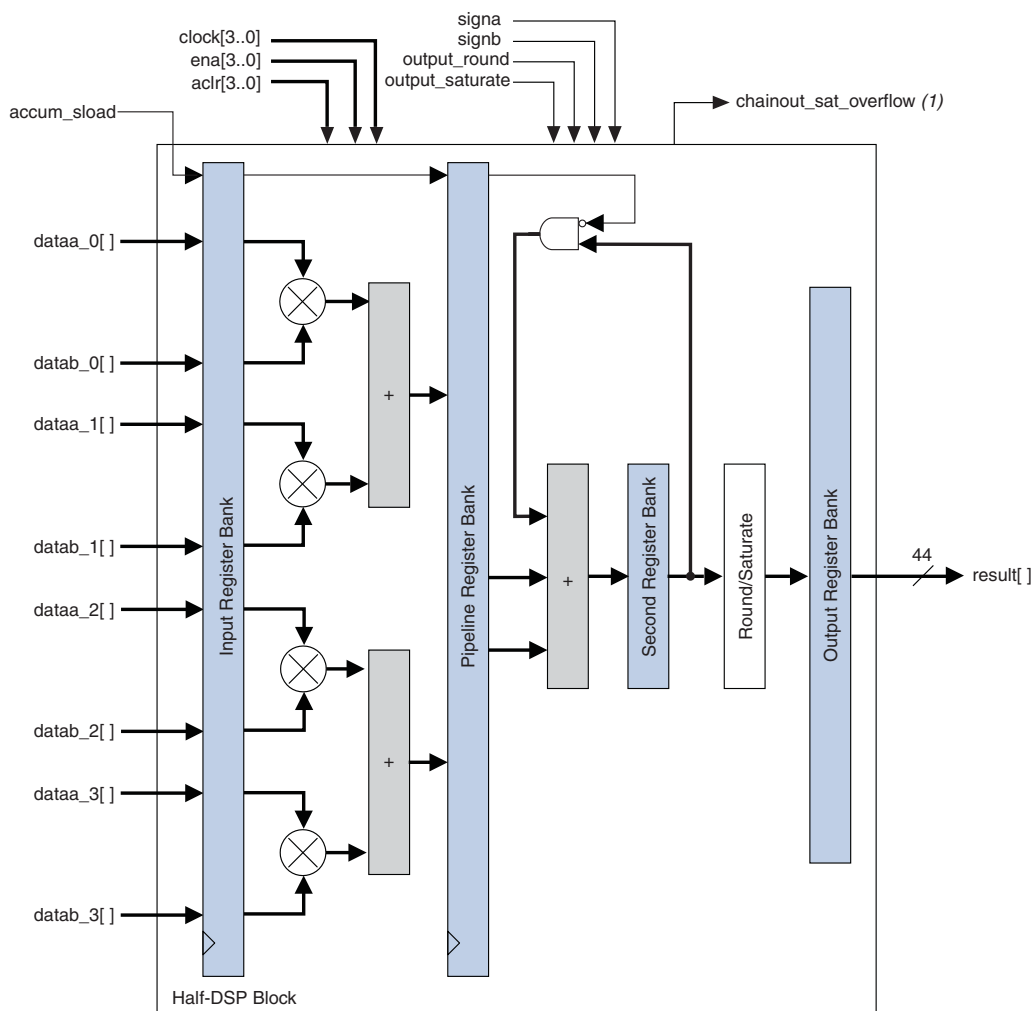 clock[3..0]
ena[3..0]
aclr[3..0]
signa
signb
output_round
output_saturate
chainout_sat_overflow (1)
accum_sload
dataa_0[ ]
datab_0[ ]
dataa_1[ ]
datab_1[ ]
dataa_2[ ]
datab_2[ ]
dataa_3[ ]
datab_3[ ]
Input Register Bank
+
+
Pipeline Register Bank
+
Second Register Bank
Round/Saturate
Output Register Bank
44
result[ ]
Half-DSP Block